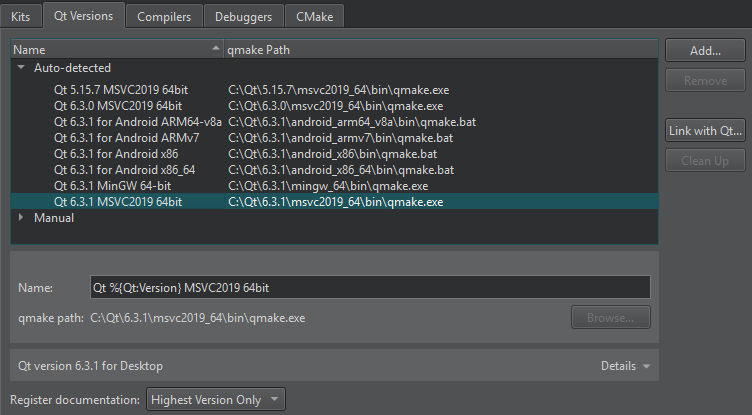 Kits Qt Versions Compilers Debuggers CMake
Name qmake Path
Add...
Auto-detected
Remove
Qt 5.15.7 MSVC2019 64bit C:\Qt\5.15.7\msvc2019_64\bin\qmake.exe
Qt 6.3.0 MSVC2019 64bit C:\Qt\6.3.0\msvc2019_64\bin\qmake.exe
Qt 6.3.1 for Android ARM64-v8a C:\Qt\6.3.1\android_arm64_v8a\bin\qmake.bat
Link with Qt...
Qt 6.3.1 for Android ARMv7 C:\Qt\6.3.1\android_armv7\bin\qmake.bat
Qt 6.3.1 for Android x86 C:\Qt\6.3.1\android_x86\bin\qmake.bat
Clean Up
Qt 6.3.1 for Android x86_64 C:\Qt\6.3.1\android_x86_64\bin\qmake.bat
Qt 6.3.1 MinGW 64-bit C:\Qt\6.3.1\mingw_64\bin\qmake.exe
Qt 6.3.1 MSVC2019 64bit C:\Qt\6.3.1\msvc2019_64\bin\qmake.exe
Manual
Name: Qt %{Qt:Version} MSVC2019 64bit
qmake path: C:\Qt\6.3.1\msvc2019_64\bin\qmake.exe Browse...
Qt version 6.3.1 for Desktop Details
Register documentation: Highest Version Only